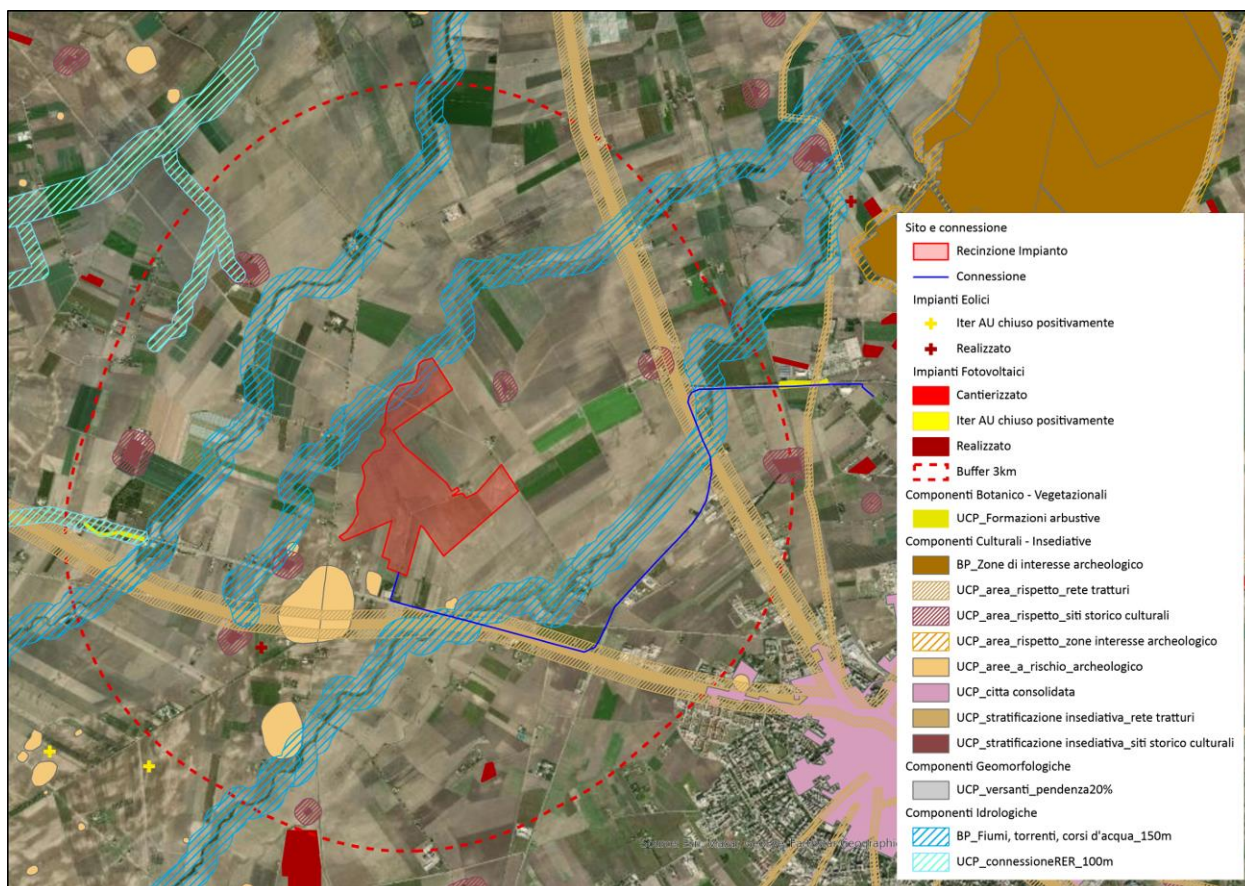 Sito e connessione
Recinzione Impianto
Connessione
Impianti Eolici
Iter AU chiuso positivamente
Realizzato
Impianti Fotovoltaici
Cantierizzato
Iter AU chiuso positivamente
Realizzato
Buffer 3km
Componenti Botanico - Vegetazionali
UCP_Formazioni arbustive
Componenti Culturali - Insediative
BP_Zone di interesse archeologico
UCP_area_rispetto_rete tratturi
UCP_area_rispetto_siti storico culturali
UCP_area_rispetto_zone interesse archeologico
UCP_aree_a_rischio_archeologico
UCP_citta consolidata
UCP_stratificazione insediativa_rete tratturi
UCP_stratificazione insediativa_siti storico culturali
Componenti Geomorfologiche
UCP_versanti_pendenza20%
Componenti Idrologiche
BP_Fiumi, torrenti, corsi d'acqua_150m
UCP_connessioneRER_100m
Source: Esri, Maxar,